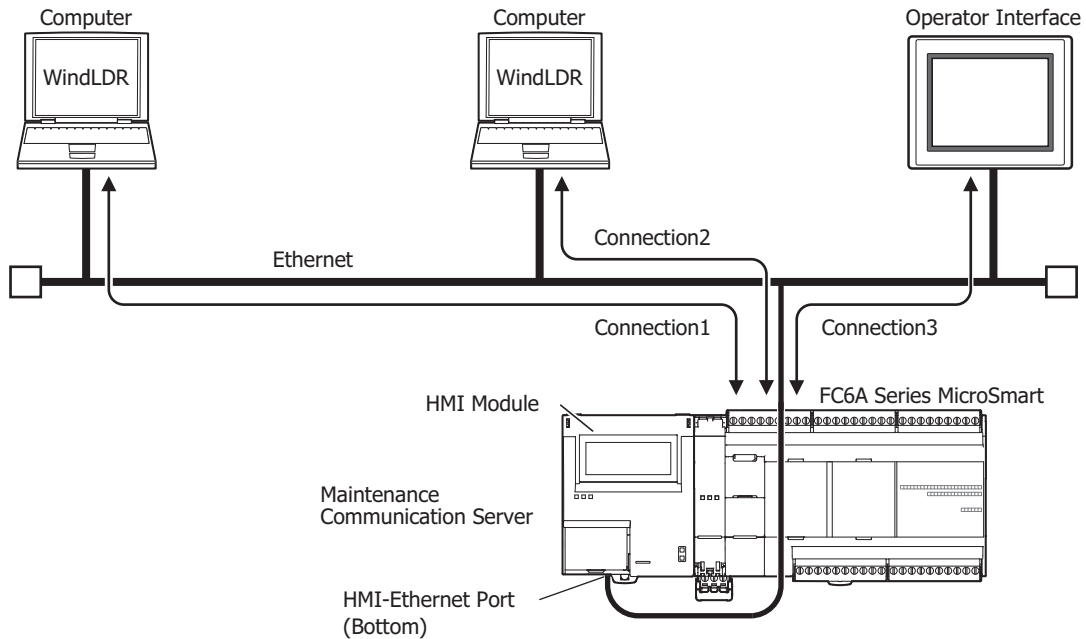 Computer
Computer
Operator Interface
WindLDR
WindLDR
Connection2
Ethernet
Connection1
Connection3
FC6A Series MicroSmart
HMI Module
Maintenance
Communication Server
HMI-Ethernet Port
(Bottom)